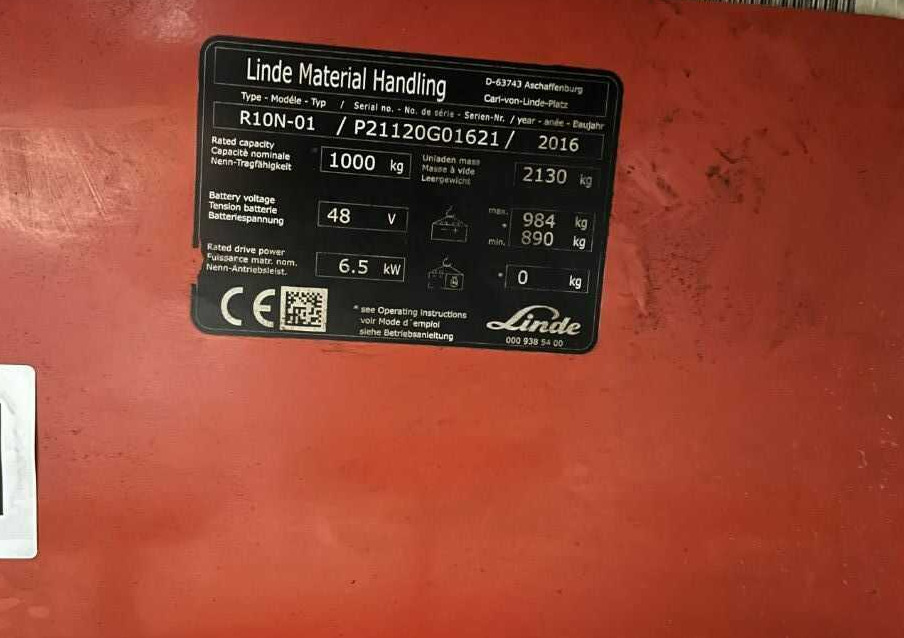 Linde Material Handling
D-63743 Aschaffenburg
Carl-von-Linde-Platz
Type - Modéle - Typ / Serial no. - No. de série - Serien-Nr. / year - anée - Baujahr
R10N-01 / P21120G01621 / 2016
Rated capacity
Capacité nominale
Nenn-Tragfähigkeit
1000 kg
Unladen mass
Masse à vide
Leergewicht
2130 kg
Battery voltage
Tension batterie
Batteriespannung
48 V
max. 984 kg
*
min. 890 kg
Rated drive power
Puissance matr. nom.
Nenn-Antriebsleist.
6.5 kW
* 0 kg
CE
* see Operating Instructions
voir Mode d'emploi
siehe Betriebsanleitung
Linde
000 938 54 00